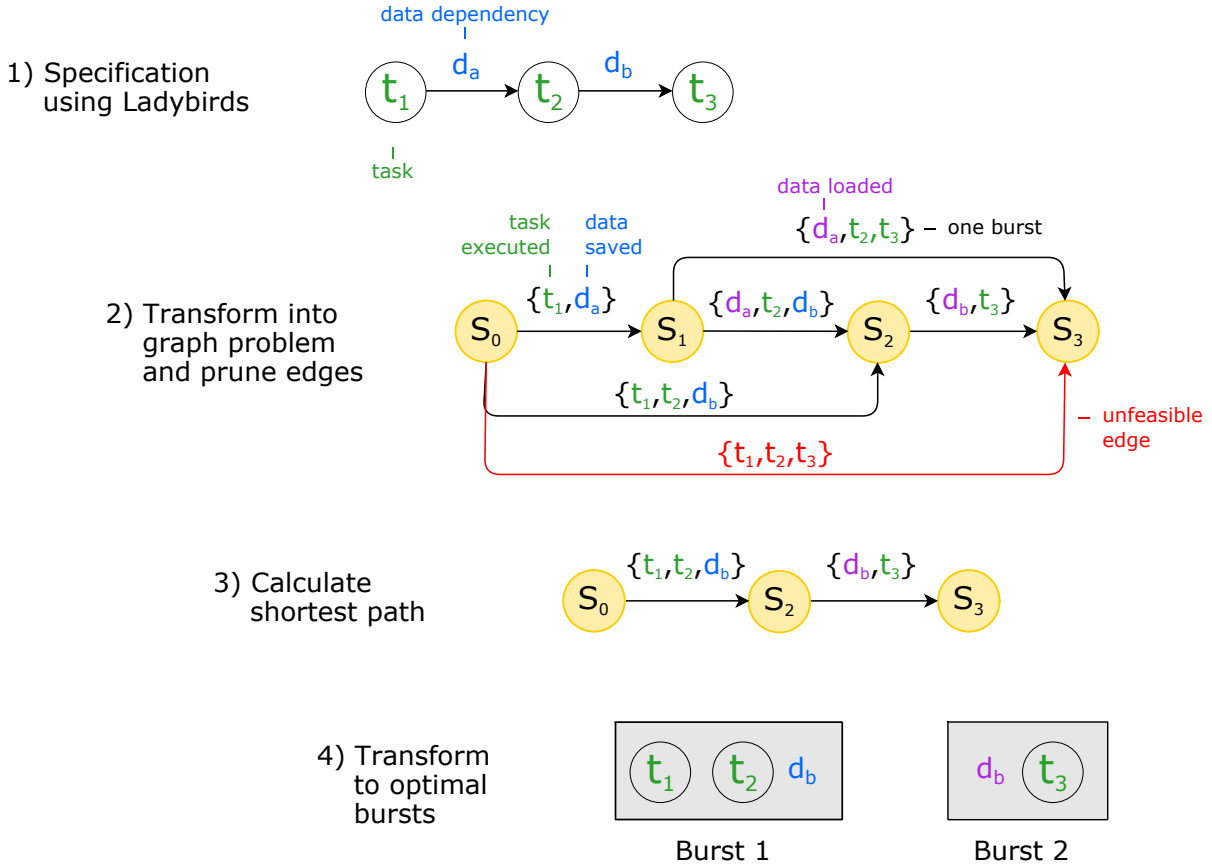 data dependency
1) Specification
using Ladybirds
t1 da t2 db t3
task
data loaded
task
executed
data
saved
{da,t2,t3} – one burst
{t1,da} {da,t2,db} {db,t3}
2) Transform into
graph problem
and prune edges
S0 S1 S2 S3
{t1,t2,db}
unfeasible
edge
{t1,t2,t3}
3) Calculate
shortest path
{t1,t2,db} {db,t3}
S0 S2 S3
4) Transform
to optimal
bursts
t1 t2 db
db t3
Burst 1
Burst 2